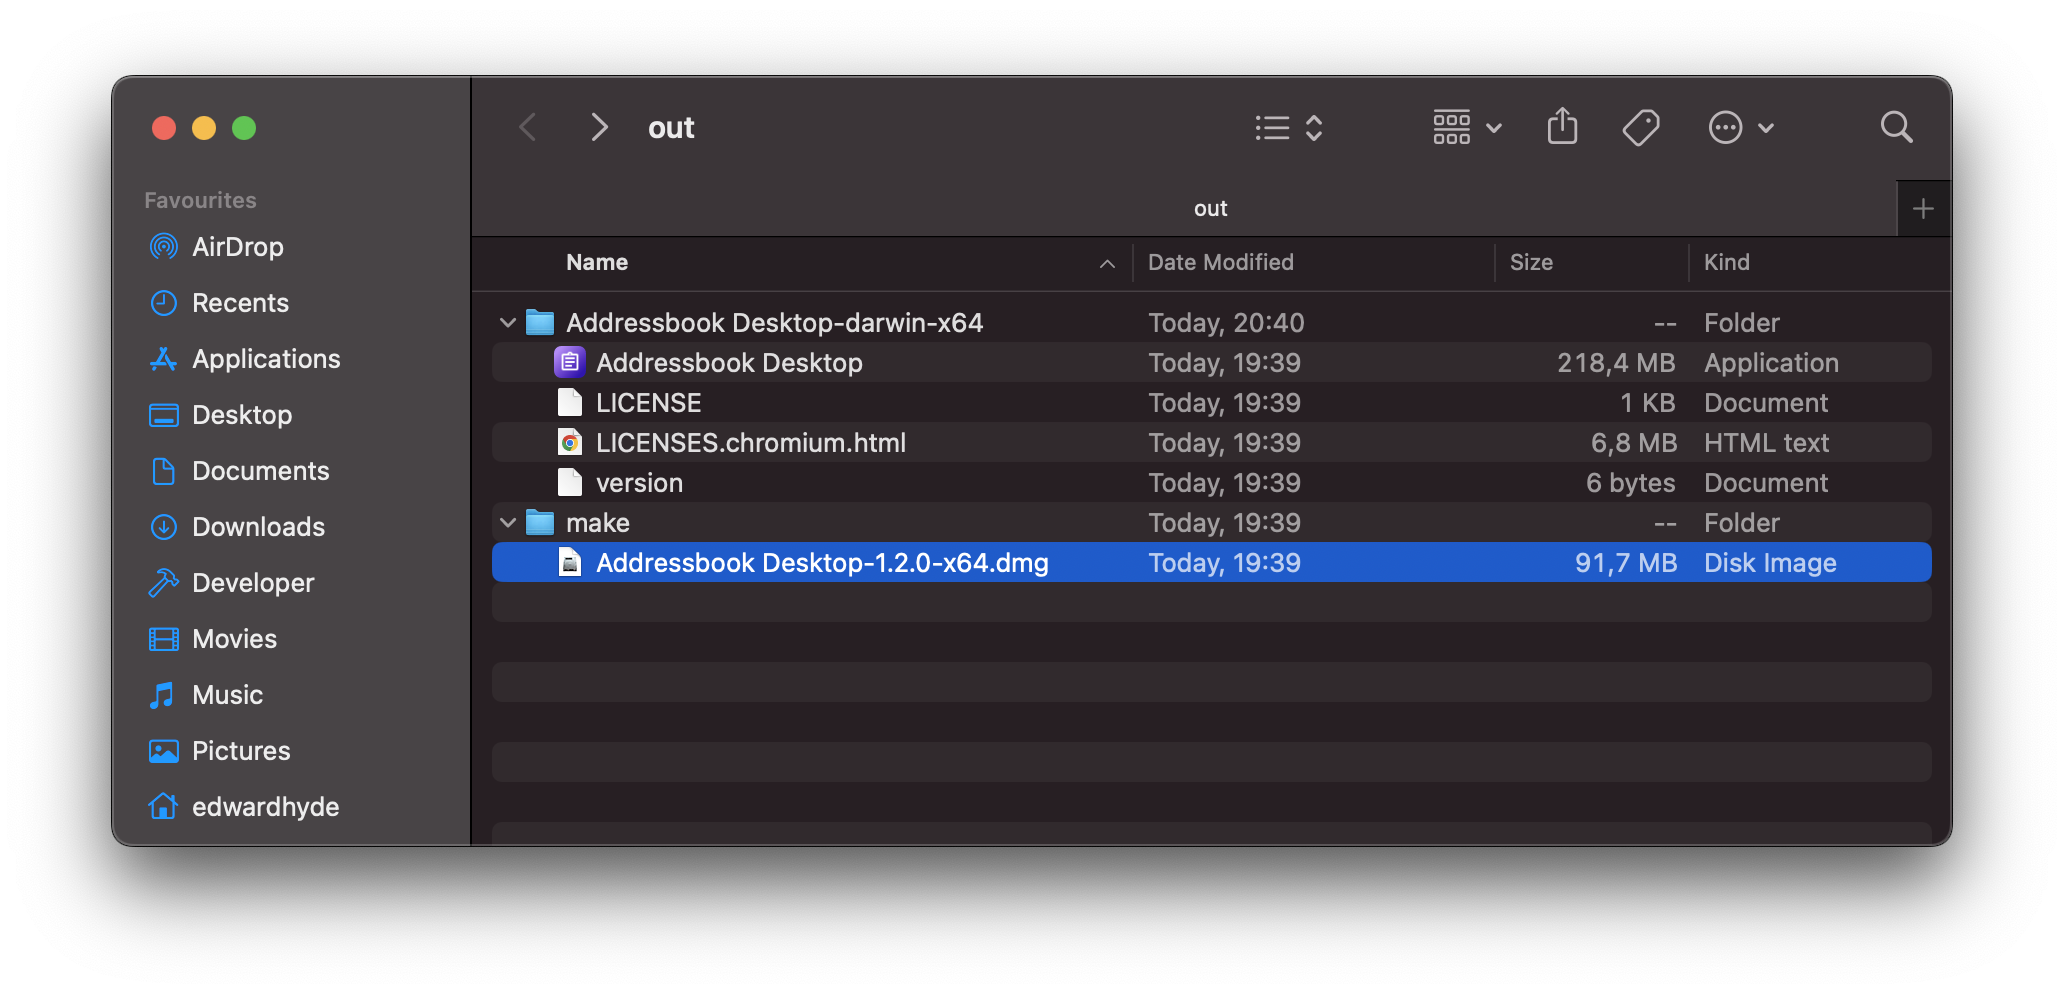 out
out
Favourites
AirDrop
Recents
Applications
Desktop
Documents
Downloads
Developer
Movies
Music
Pictures
edwardhyde
Name Date Modified Size Kind
Addressbook Desktop-darwin-x64 Today, 20:40 -- Folder
Addressbook Desktop Today, 19:39 218,4 MB Application
LICENSE Today, 19:39 1 KB Document
LICENSES.chromium.html Today, 19:39 6,8 MB HTML text
version Today, 19:39 6 bytes Document
make Today, 19:39 -- Folder
Addressbook Desktop-1.2.0-x64.dmg Today, 19:39 91,7 MB Disk Image